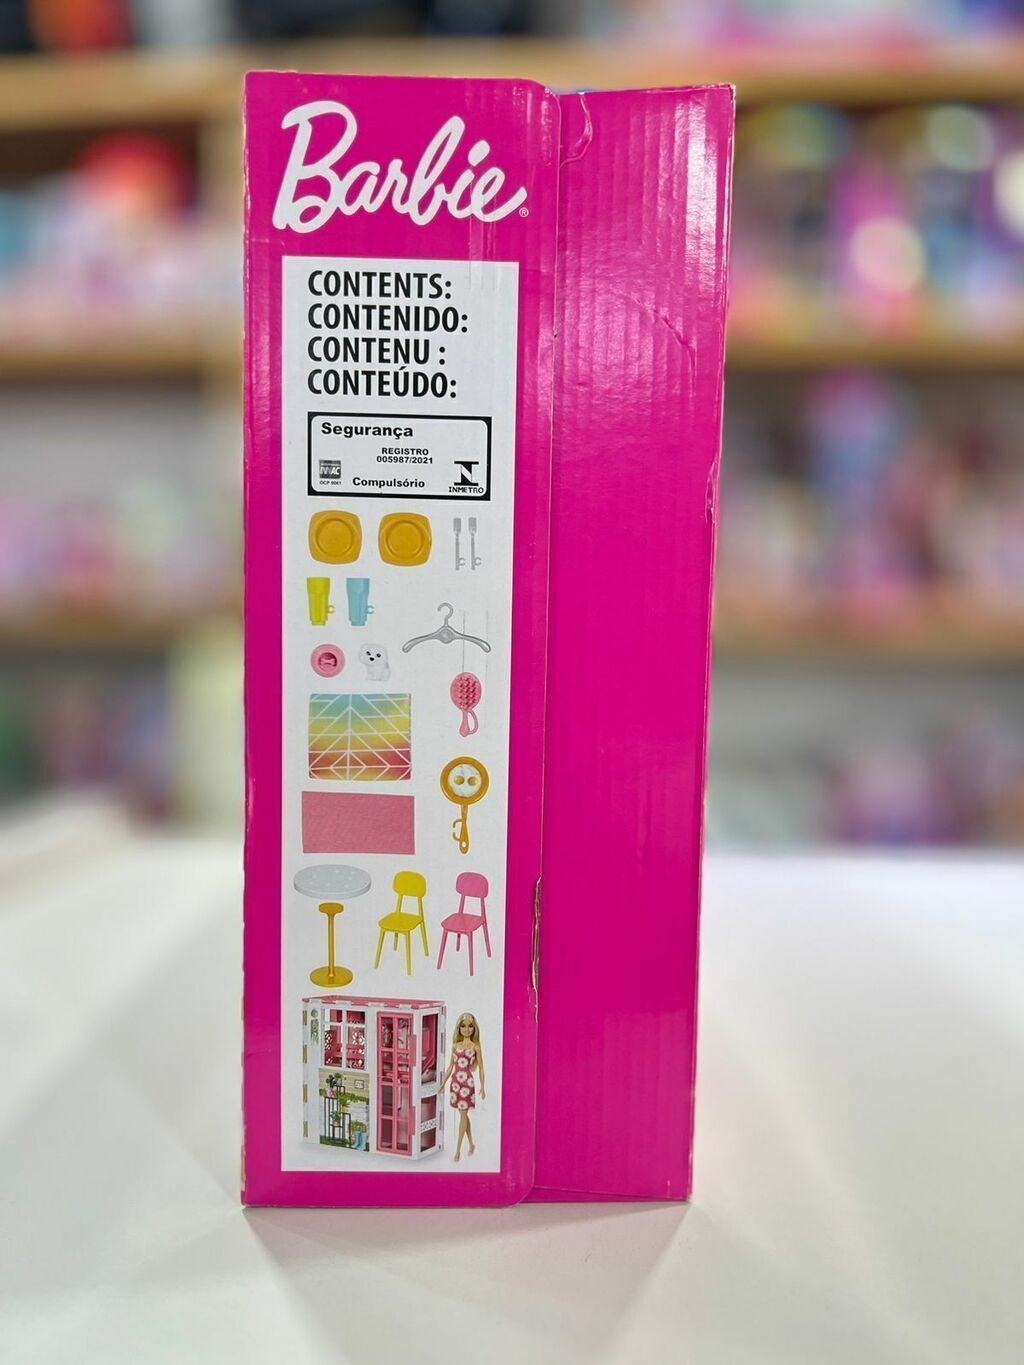 Barbie®
CONTENTS:
CONTENIDO:
CONTENU :
CONTEÚDO:
Segurança
REGISTRO
005987/2021
Compulsório
INMETRO